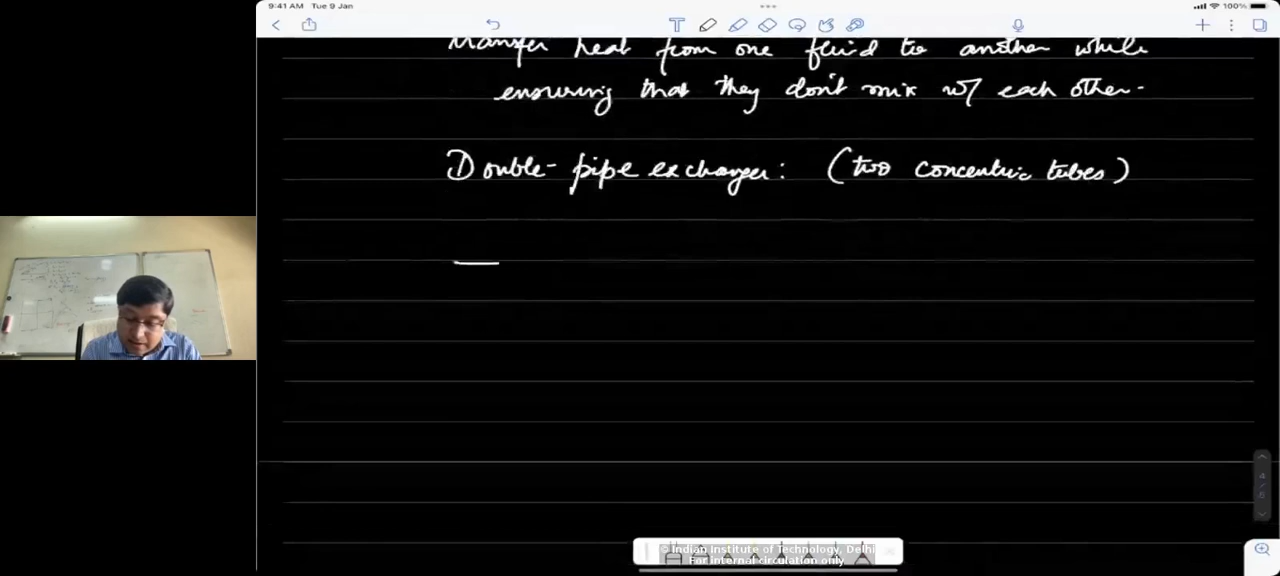 9:41 AM Tue 9 Jan
100%
transfer heat from one fluid to another while
ensuring that they don't mix w/ each other.
Double-pipe exchanger: (two concentric tubes)
© Indian Institute of Technology, Delhi
For internal circulation only